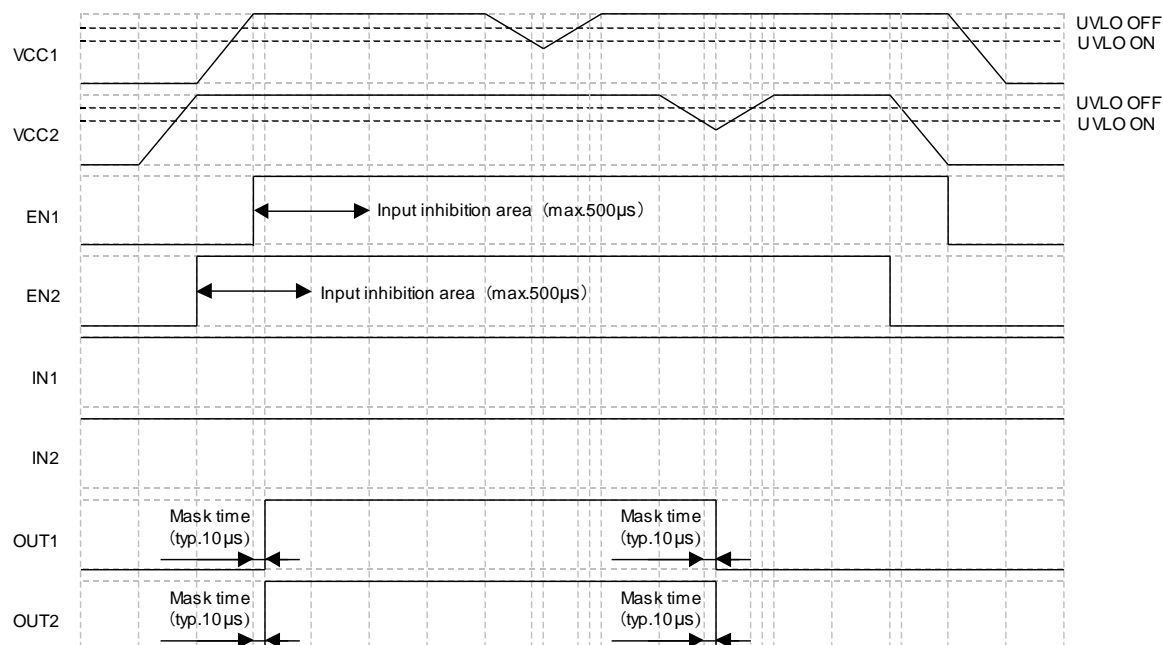 UVLO OFF
UVLO ON
VCC1
UVLO OFF
UVLO ON
VCC2
EN1
Input inhibition area (max.500µs)
EN2
Input inhibition area (max.500µs)
IN1
IN2
Mask time
(typ.10µs)
Mask time
(typ.10µs)
OUT1
Mask time
(typ.10µs)
Mask time
(typ.10µs)
OUT2